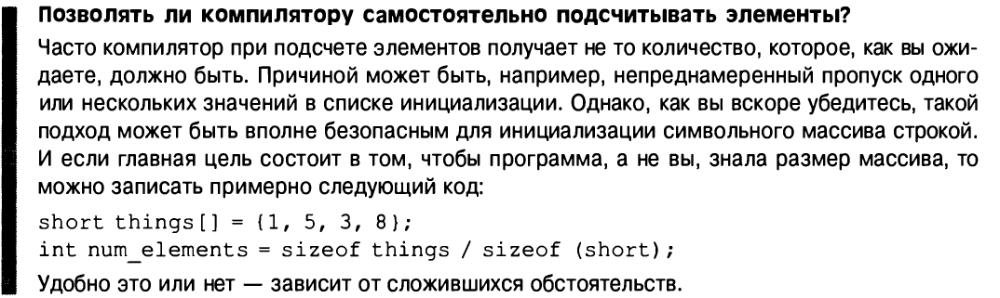 Позволять ли компилятору самостоятельно подсчитывать элементы?
Часто компилятор при подсчете элементов получает не то количество, которое, как вы ожи-
даете, должно быть. Причиной может быть, например, непреднамеренный пропуск одного
или нескольких значений в списке инициализации. Однако, как вы вскоре убедитесь, такой
подход может быть вполне безопасным для инициализации символьного массива строкой.
И если главная цель состоит в том, чтобы программа, а не вы, знала размер массива, то
можно записать примерно следующий код:
short things[] = {1, 5, 3, 8};
int num_elements = sizeof things / sizeof (short);
Удобно это или нет — зависит от сложившихся обстоятельств.